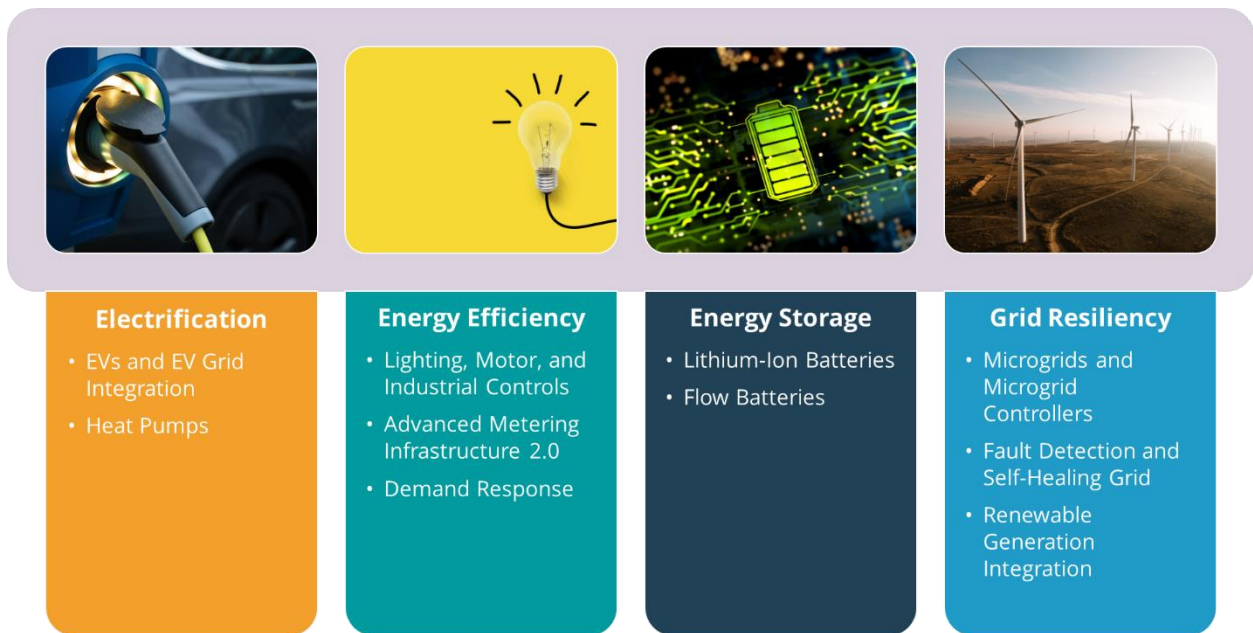 Electrification
• EVs and EV Grid
Integration
• Heat Pumps
Energy Efficiency
• Lighting, Motor, and
Industrial Controls
• Advanced Metering
Infrastructure 2.0
• Demand Response
Energy Storage
• Lithium-Ion Batteries
• Flow Batteries
Grid Resiliency
• Microgrids and
Microgrid
Controllers
• Fault Detection and
Self-Healing Grid
• Renewable
Generation
Integration